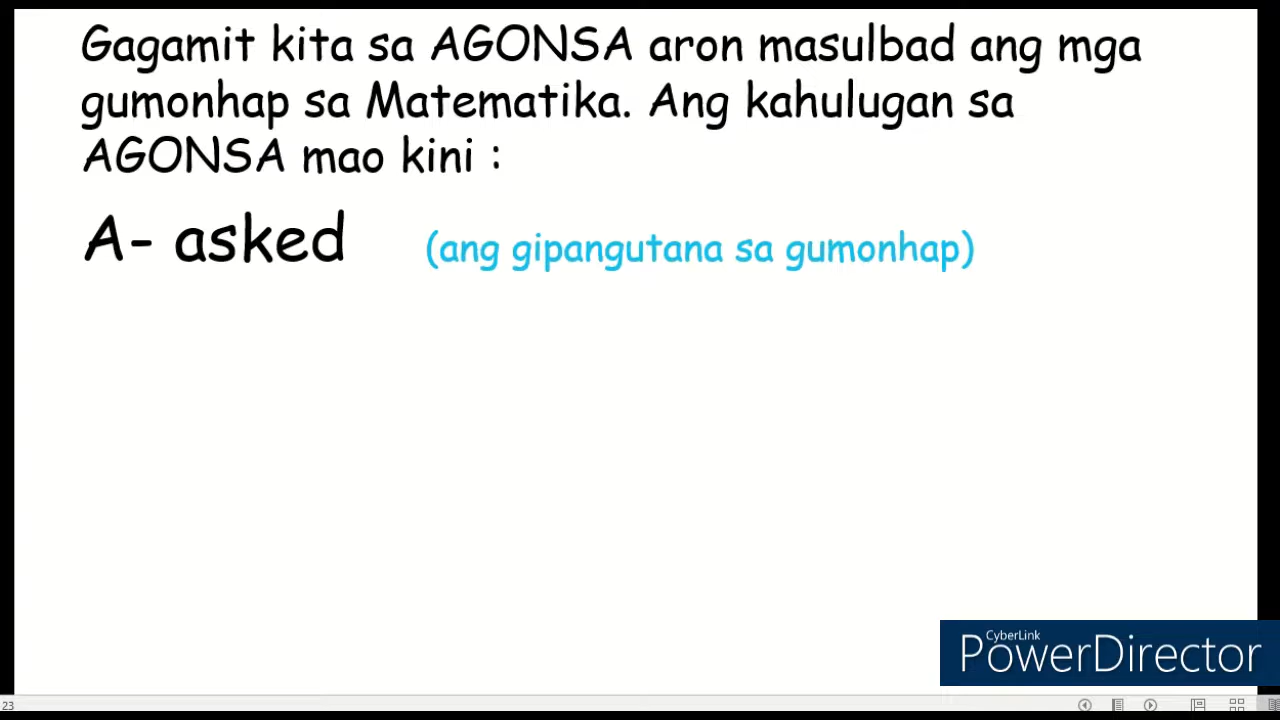 Gagamit kita sa AGONSA aron masulbad ang mga
gumonhap sa Matematika. Ang kahulugan sa
AGONSA mao kini :
A- asked (ang gipangutana sa gumonhap)
CyberLink
PowerDirector
23